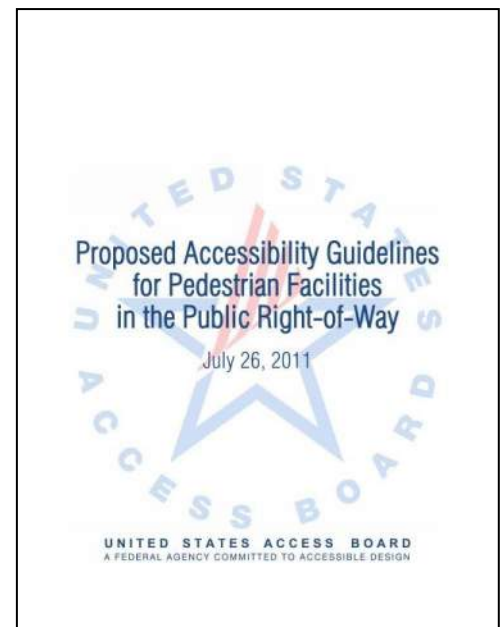 UNITED STATES
ACCESS BOARD
Proposed Accessibility Guidelines
for Pedestrian Facilities
in the Public Right-of-Way
July 26, 2011
UNITED STATES ACCESS BOARD
A FEDERAL AGENCY COMMITTED TO ACCESSIBLE DESIGN